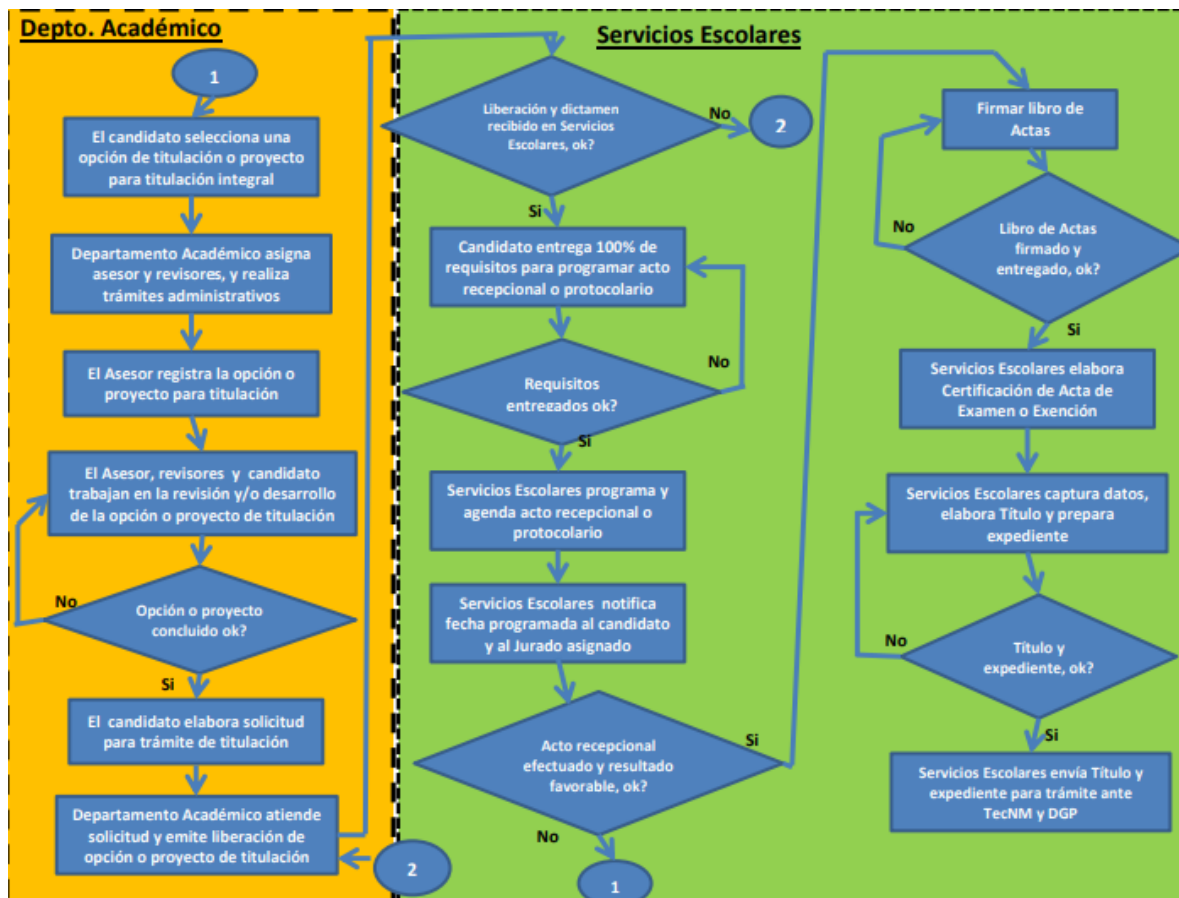 Depto. Académico
1
El candidato selecciona una
opción de titulación o proyecto
para titulación integral
Departamento Académico asigna
asesor y revisores, y realiza
trámites administrativos
El Asesor registra la opción o
proyecto para titulación
El Asesor, revisores y candidato
trabajan en la revisión y/o desarrollo
de la opción o proyecto de titulación
No
Opción o proyecto
concluido ok?
Si
El candidato elabora solicitud
para trámite de titulación
Departamento Académico atiende
solicitud y emite liberación de
opción o proyecto de titulación
2
Servicios Escolares
Liberación y dictamen
recibido en Servicios
Escolares, ok?
No
2
Si
Candidato entrega 100% de
requisitos para programar acto
recepcional o protocolario
No
Requisitos
entregados ok?
Si
Servicios Escolares programa y
agenda acto recepcional o
protocolario
Servicios Escolares notifica
fecha programada al candidato
y al Jurado asignado
Acto recepcional
efectuado y resultado
favorable, ok?
Si
No
1
Firmar libro de
Actas
No
Libro de Actas
firmado y
entregado, ok?
Si
Servicios Escolares elabora
Certificación de Acta de
Examen o Exención
Servicios Escolares captura datos,
elabora Título y prepara
expediente
No
Título y
expediente, ok?
Si
Servicios Escolares envía Título y
expediente para trámite ante
TecNM y DGP